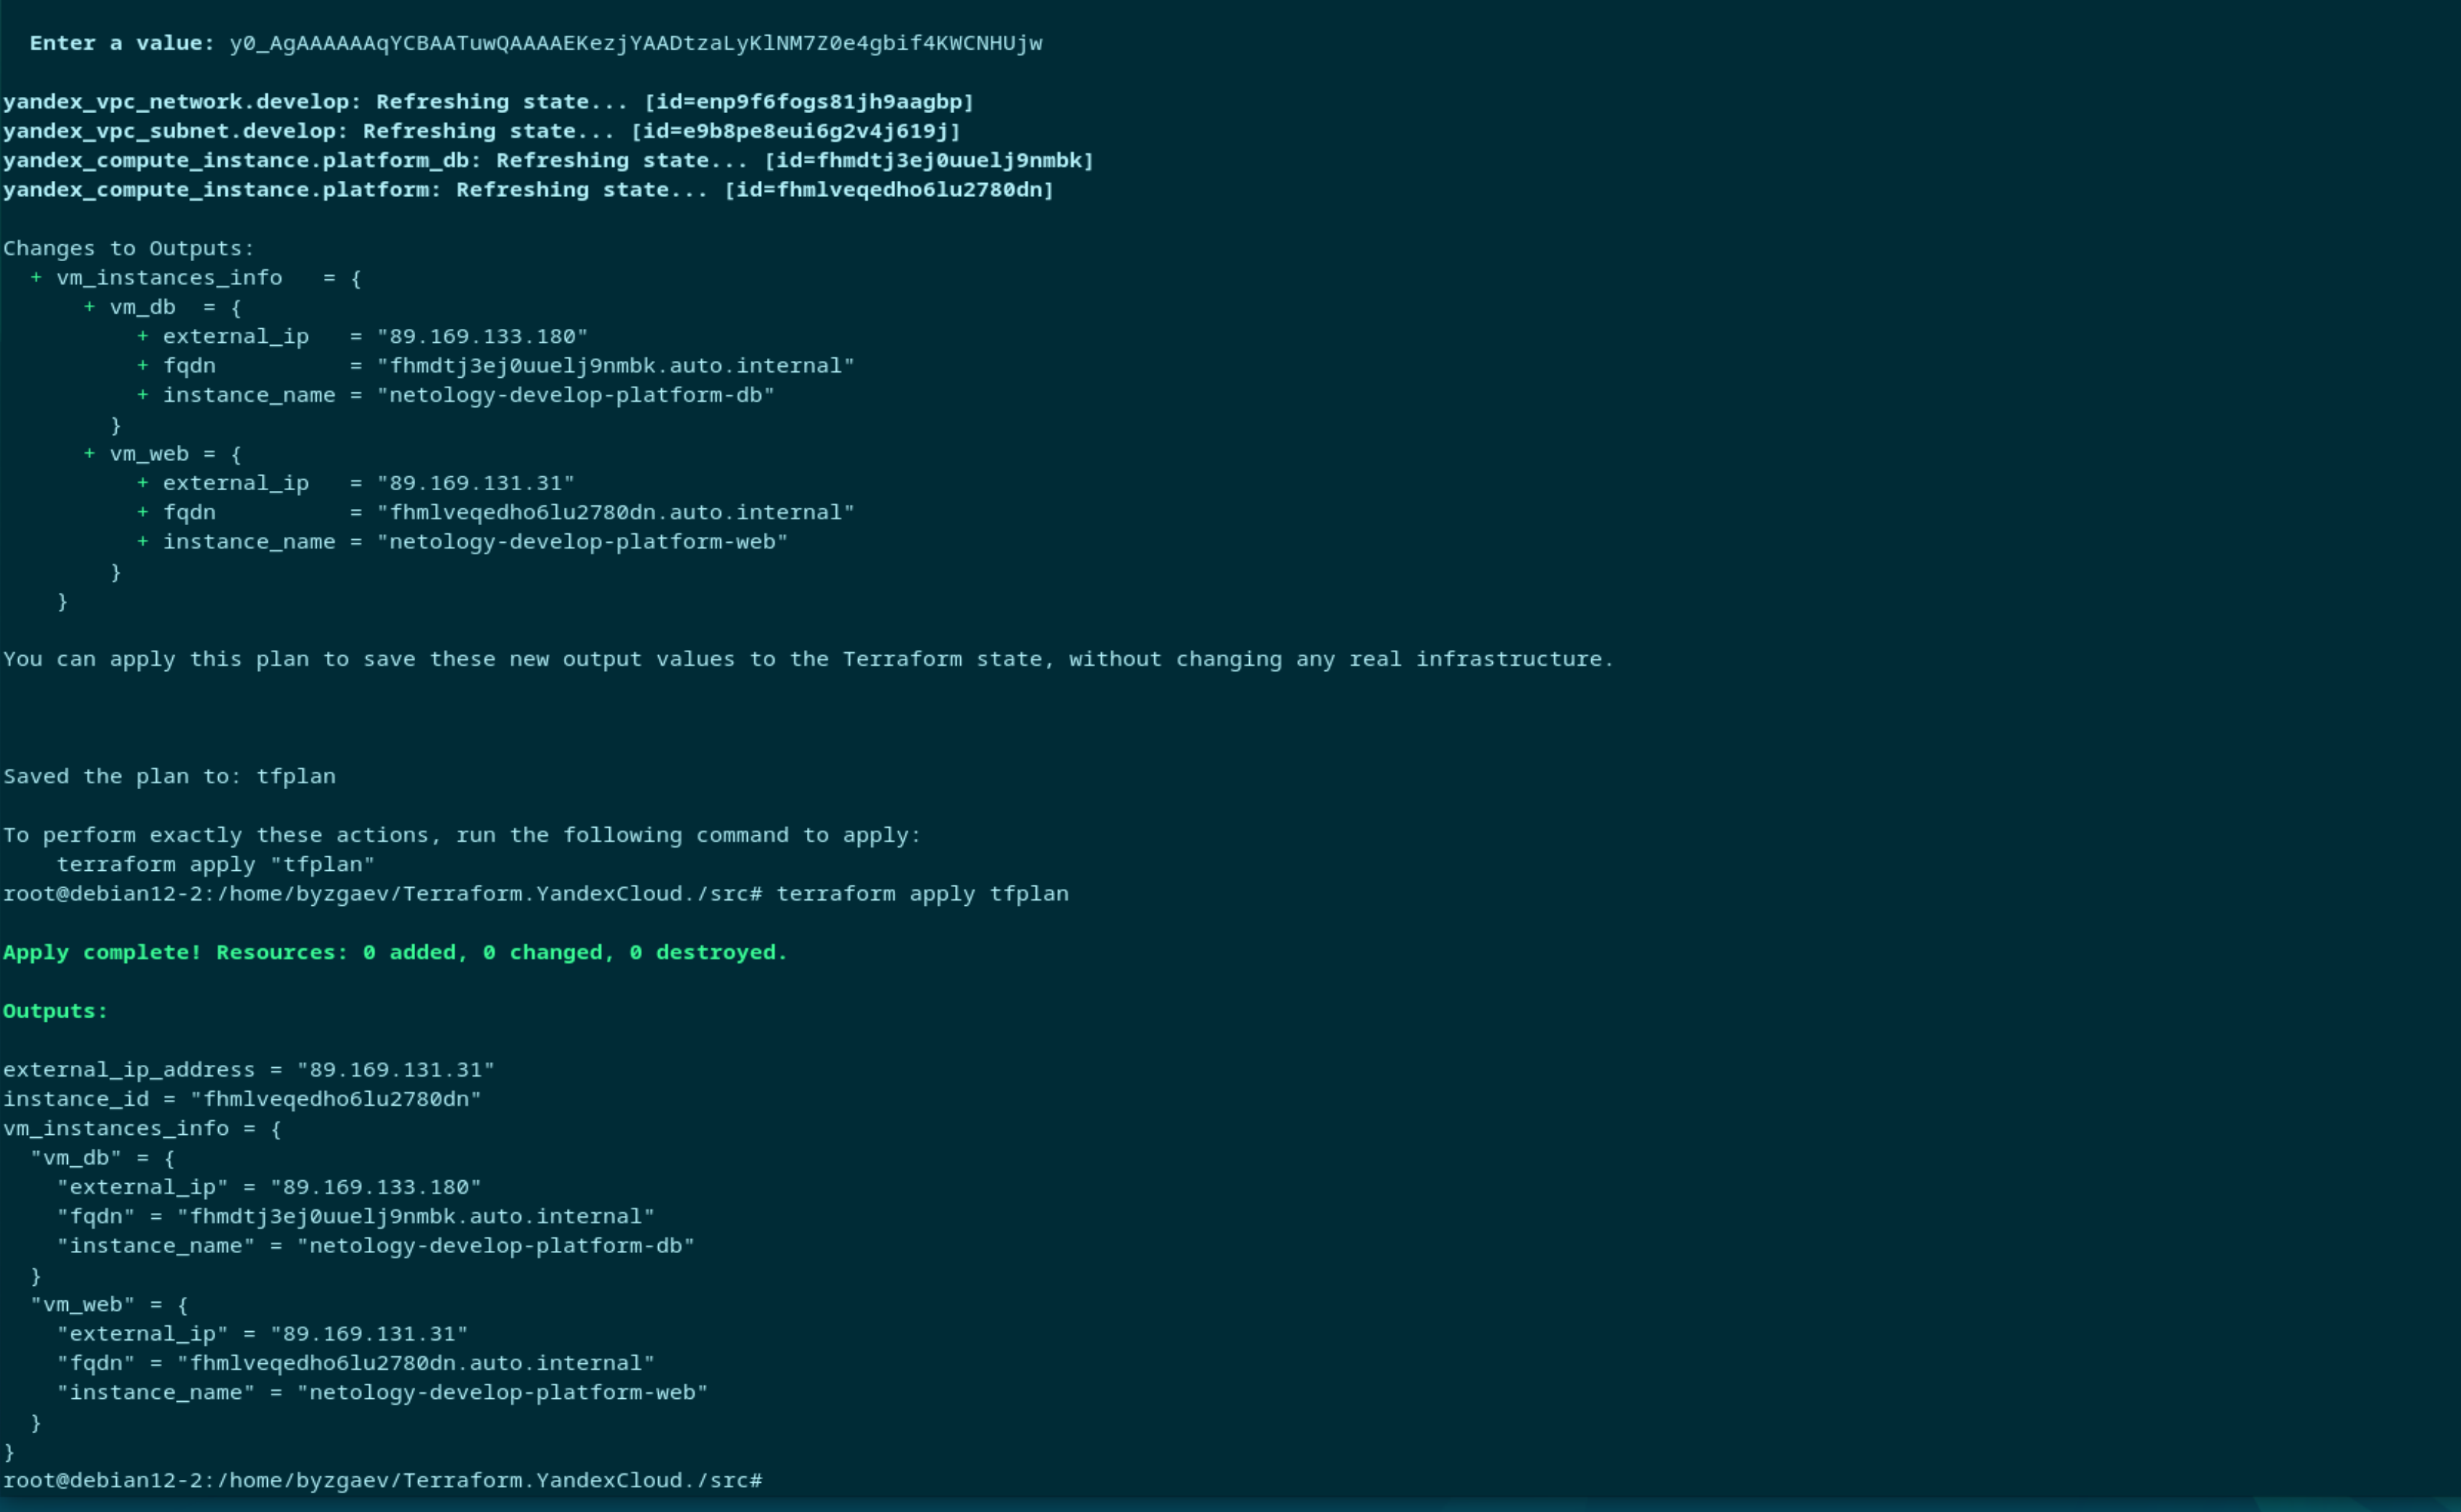 Enter a value: y0_AgAAAAAAqYCBAATuwQAAAAEKezjYAADtzaLyKlNM7Z0e4gbif4KWCNHUjw
yandex_vpc_network.develop: Refreshing state... [id=enp9f6fogs81jh9aagbp]
yandex_vpc_subnet.develop: Refreshing state... [id=e9b8pe8eui6g2v4j619j]
yandex_compute_instance.platform_db: Refreshing state... [id=fhmdtj3ej0uuelj9nmbk]
yandex_compute_instance.platform: Refreshing state... [id=fhmlveqedho6lu2780dn]
Changes to Outputs:
  + vm_instances_info   = {
      + vm_db  = {
          + external_ip   = "89.169.133.180"
          + fqdn          = "fhmdtj3ej0uuelj9nmbk.auto.internal"
          + instance_name = "netology-develop-platform-db"
        }
      + vm_web = {
          + external_ip   = "89.169.131.31"
          + fqdn          = "fhmlveqedho6lu2780dn.auto.internal"
          + instance_name = "netology-develop-platform-web"
        }
    }
You can apply this plan to save these new output values to the Terraform state, without changing any real infrastructure.
Saved the plan to: tfplan
To perform exactly these actions, run the following command to apply:
    terraform apply "tfplan"
root@debian12-2:/home/byzgaev/Terraform.YandexCloud./src# terraform apply tfplan
Apply complete! Resources: 0 added, 0 changed, 0 destroyed.
Outputs:
external_ip_address = "89.169.131.31"
instance_id = "fhmlveqedho6lu2780dn"
vm_instances_info = {
  "vm_db" = {
    "external_ip" = "89.169.133.180"
    "fqdn" = "fhmdtj3ej0uuelj9nmbk.auto.internal"
    "instance_name" = "netology-develop-platform-db"
  }
  "vm_web" = {
    "external_ip" = "89.169.131.31"
    "fqdn" = "fhmlveqedho6lu2780dn.auto.internal"
    "instance_name" = "netology-develop-platform-web"
  }
}
root@debian12-2:/home/byzgaev/Terraform.YandexCloud./src#